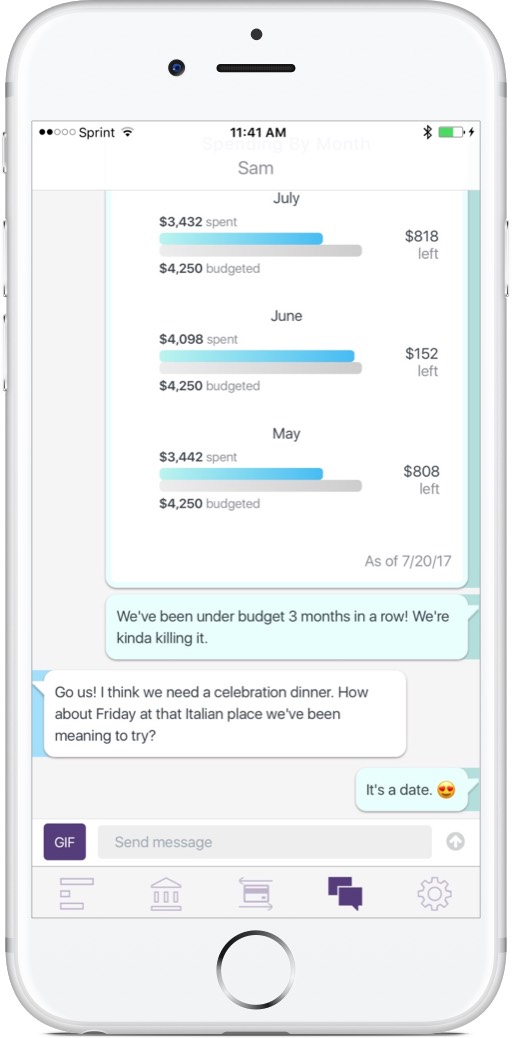 Sprint 11:41 AM
Spending By Month
Sam
July
$3,432 spent
$818
left
$4,250 budgeted
June
$4,098 spent
$152
left
$4,250 budgeted
May
$3,442 spent
$808
left
$4,250 budgeted
As of 7/20/17
We've been under budget 3 months in a row! We're
kinda killing it.
Go us! I think we need a celebration dinner. How
about Friday at that Italian place we've been
meaning to try?
It's a date. 😍
GIF Send message